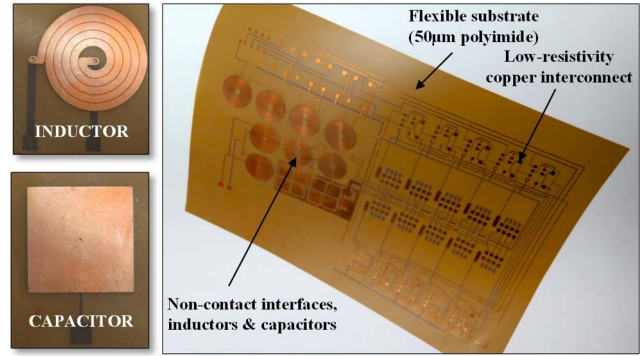 INDUCTOR
CAPACITOR
Flexible substrate
(50μm polyimide)
Low-resistivity
copper interconnect
Non-contact interfaces,
inductors & capacitors